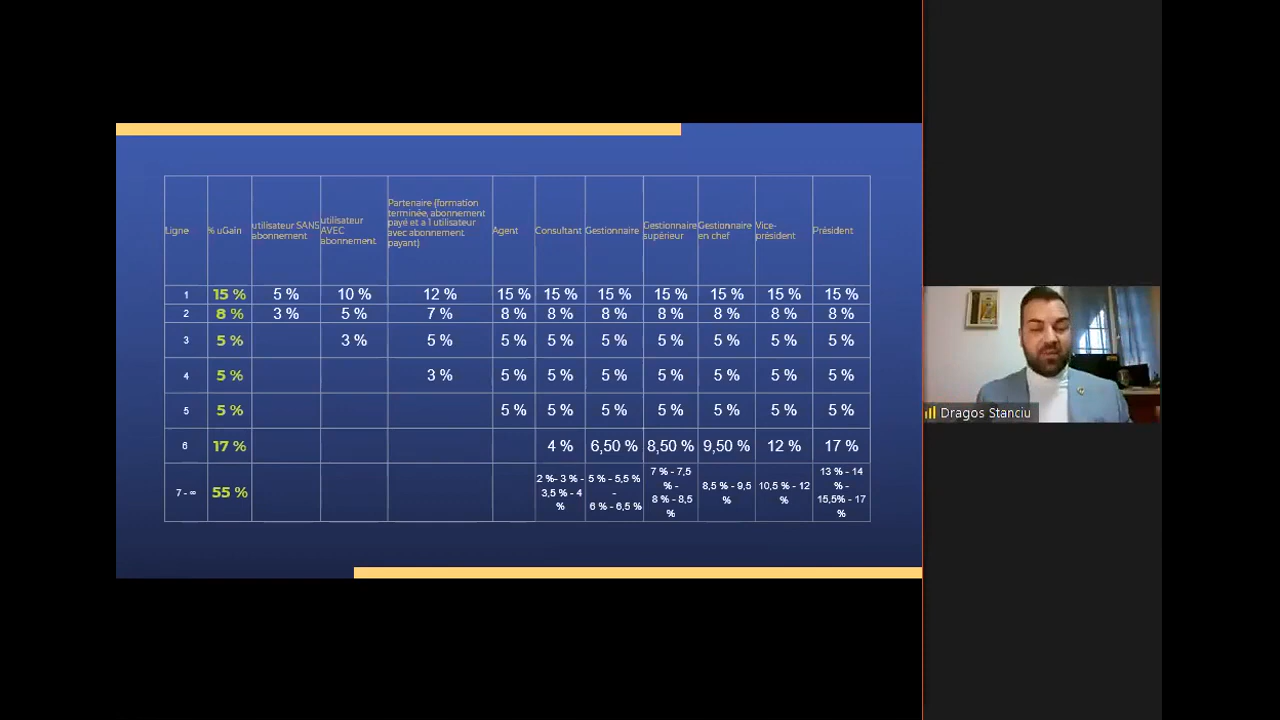 Ligne % uGain utilisateur SANS abonnement utilisateur AVEC abonnement Partenaire (formation terminée, abonnement payé et a 1 utilisateur avec abonnement payant) Agent Consultant Gestionnaire Gestionnaire supérieur Gestionnaire en chef Vice-président Président
1 15 % 5 % 10 % 12 % 15 % 15 % 15 % 15 % 15 % 15 % 15 %
2 8 % 3 % 5 % 7 % 8 % 8 % 8 % 8 % 8 % 8 % 8 %
3 5 % 3 % 5 % 5 % 5 % 5 % 5 % 5 % 5 % 5 %
4 5 % 3 % 5 % 5 % 5 % 5 % 5 % 5 % 5 %
5 5 % 5 % 5 % 5 % 5 % 5 % 5 % 5 %
6 17 % 4 % 6,50 % 8,50 % 9,50 % 12 % 17 %
7 - ∞ 55 % 2 %- 3 % - 3,5 % - 4 % 5 % - 5,5 % - 6 % - 6,5 % 7 % - 7,5 % - 8 % - 8,5 % 8,5 % - 9,5 % 10,5 % - 12 % 13 % - 14 % - 15,5% - 17 %
Dragos Stanciu